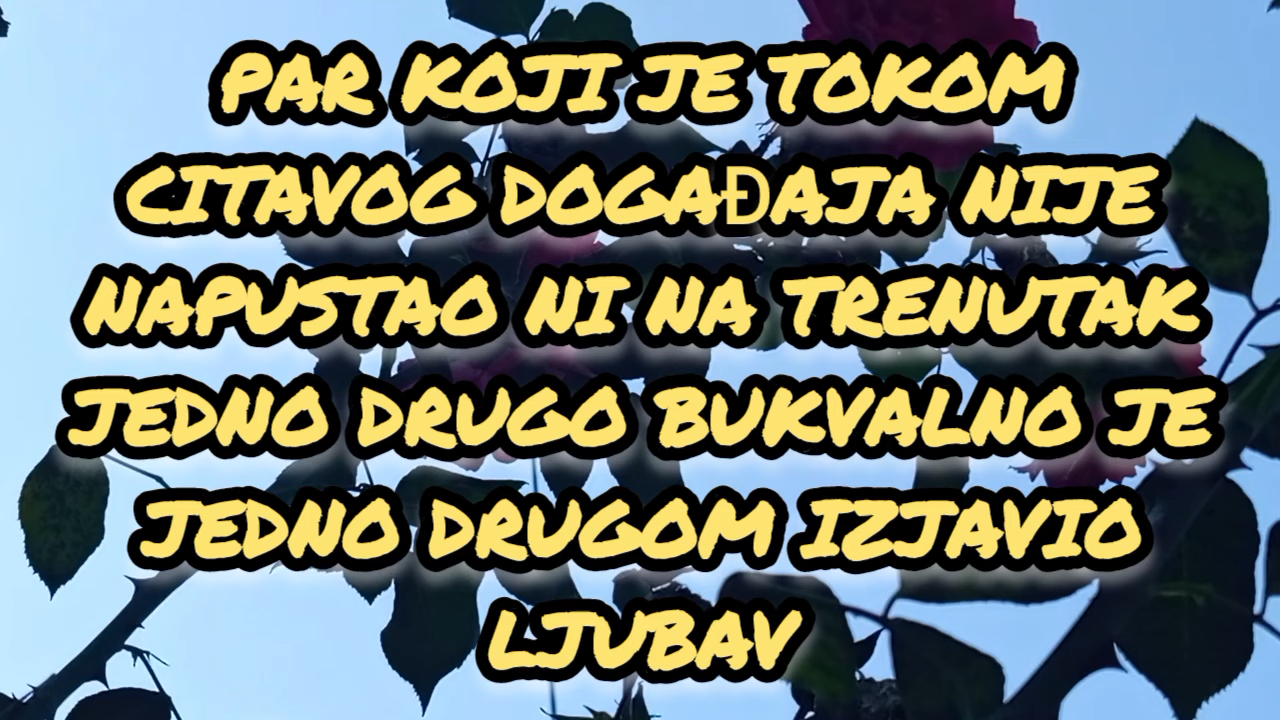 PAR KOJI JE TOKOM
CITAVOG DOGAĐAJA NIJE
NAPUSTAO NI NA TRENUTAK
JEDNO DRUGO BUKVALNO JE
JEDNO DRUGOM IZJAVIO
LJUBAV